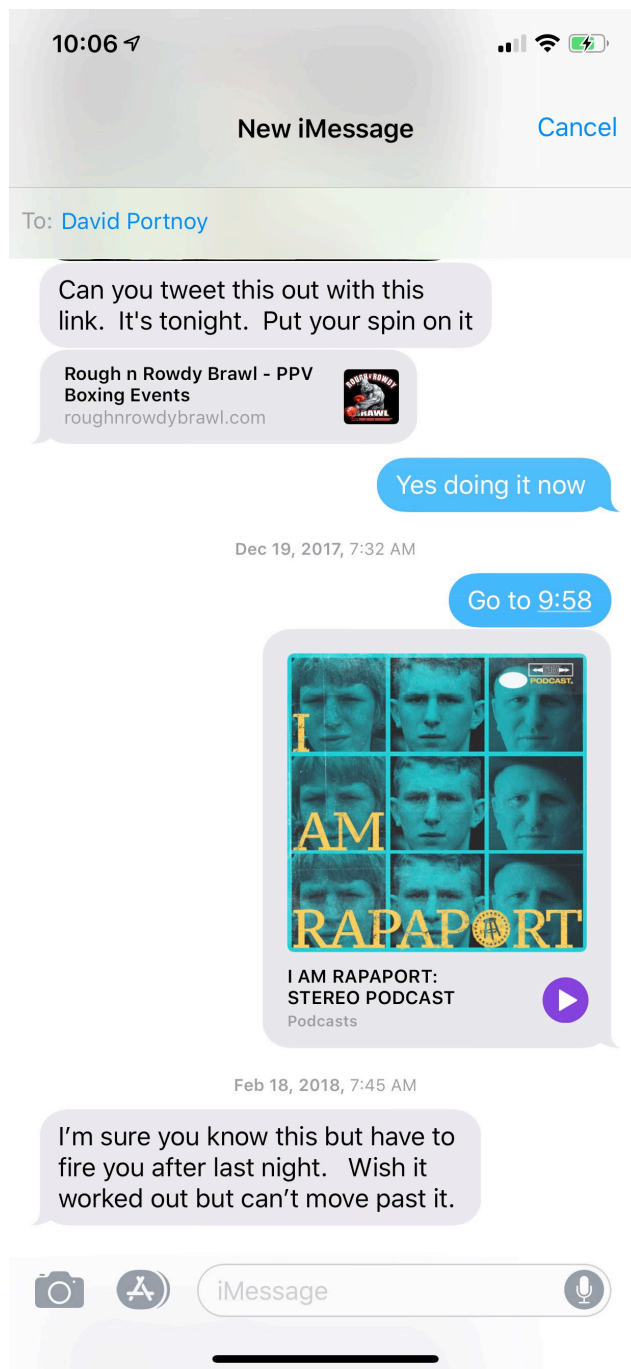 10:06
New iMessage
Cancel
To: David Portnoy
Can you tweet this out with this
link.  It's tonight.  Put your spin on it
Rough n Rowdy Brawl - PPV
Boxing Events
roughnrowdybrawl.com
ROUGH N ROWDY
BRAWL
Yes doing it now
Dec 19, 2017, 7:32 AM
Go to 9:58
PODCAST.
I
AM
RAPAPORT
I AM RAPAPORT:
STEREO PODCAST
Podcasts
Feb 18, 2018, 7:45 AM
I’m sure you know this but have to
fire you after last night.   Wish it
worked out but can’t move past it.
iMessage